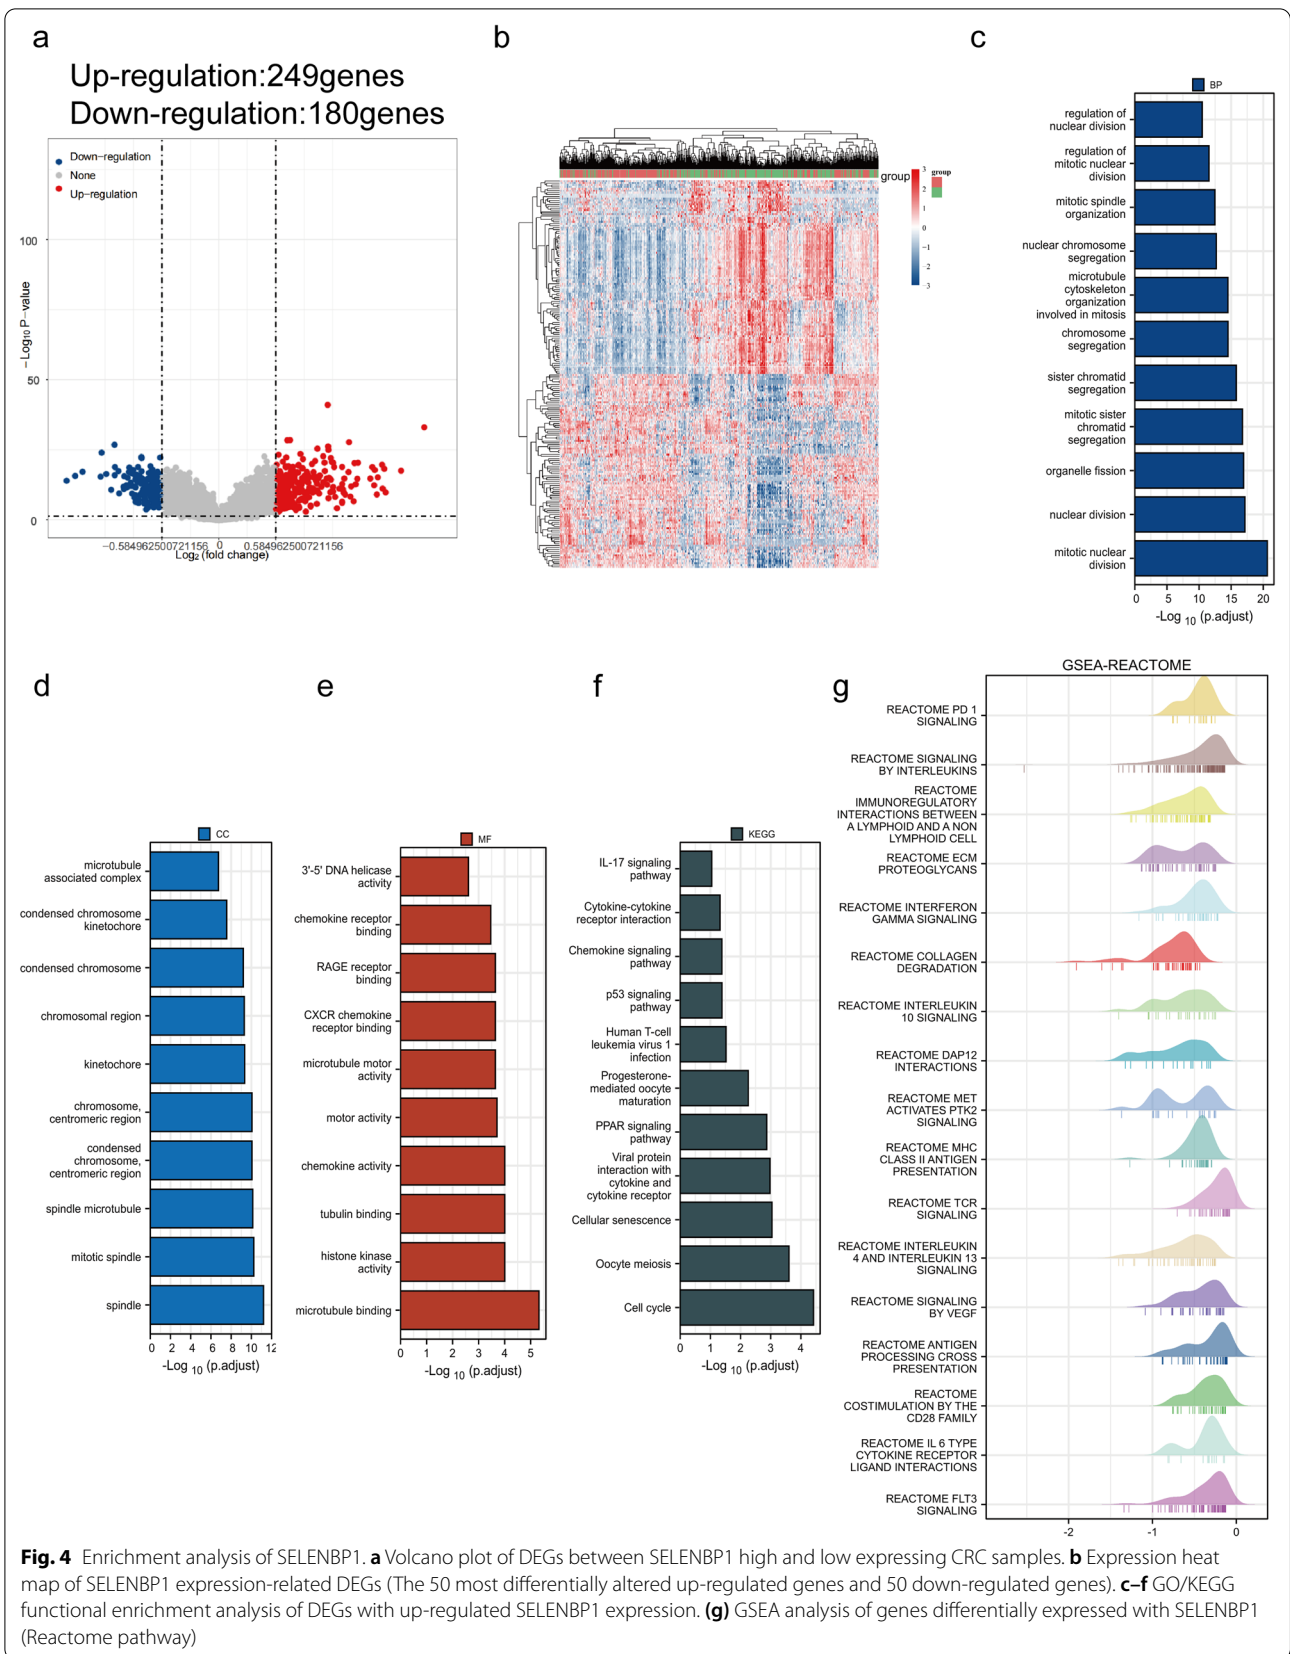 a
Up-regulation:249genes
Down-regulation:180genes
Down-regulation
None
Up-regulation
100
50
0
-Log10 P-value
-0.584962500721156 0 0.584962500721156
Log2 (fold change)
b
group
3
2
1
0
-1
-2
-3
group
c
BP
regulation of
nuclear division
regulation of
mitotic nuclear
division
mitotic spindle
organization
nuclear chromosome
segregation
microtubule
cytoskeleton
organization
involved in mitosis
chromosome
segregation
sister chromatid
segregation
mitotic sister
chromatid
segregation
organelle fission
nuclear division
mitotic nuclear
division
0 5 10 15 20
-Log 10 (p.adjust)
d
CC
microtubule
associated complex
condensed chromosome
kinetochore
condensed chromosome
chromosomal region
kinetochore
chromosome,
centromeric region
condensed
chromosome,
centromeric region
spindle microtubule
mitotic spindle
spindle
0 2 4 6 8 10 12
-Log 10 (p.adjust)
e
MF
3'-5' DNA helicase
activity
chemokine receptor
binding
RAGE receptor
binding
CXCR chemokine
receptor binding
microtubule motor
activity
motor activity
chemokine activity
tubulin binding
histone kinase
activity
microtubule binding
0 1 2 3 4 5
-Log 10 (p.adjust)
f
KEGG
IL-17 signaling
pathway
Cytokine-cytokine
receptor interaction
Chemokine signaling
pathway
p53 signaling
pathway
Human T-cell
leukemia virus 1
infection
Progesterone-
mediated oocyte
maturation
PPAR signaling
pathway
Viral protein
interaction with
cytokine and
cytokine receptor
Cellular senescence
Oocyte meiosis
Cell cycle
0 1 2 3 4
-Log 10 (p.adjust)
g
GSEA-REACTOME
REACTOME PD 1
SIGNALING
REACTOME SIGNALING
BY INTERLEUKINS
REACTOME
IMMUNOREGULATORY
INTERACTIONS BETWEEN
A LYMPHOID AND A NON
LYMPHOID CELL
REACTOME ECM
PROTEOGLYCANS
REACTOME INTERFERON
GAMMA SIGNALING
REACTOME COLLAGEN
DEGRADATION
REACTOME INTERLEUKIN
10 SIGNALING
REACTOME DAP12
INTERACTIONS
REACTOME MET
ACTIVATES PTK2
SIGNALING
REACTOME MHC
CLASS II ANTIGEN
PRESENTATION
REACTOME TCR
SIGNALING
REACTOME INTERLEUKIN
4 AND INTERLEUKIN 13
SIGNALING
REACTOME SIGNALING
BY VEGF
REACTOME ANTIGEN
PROCESSING CROSS
PRESENTATION
REACTOME
COSTIMULATION BY THE
CD28 FAMILY
REACTOME IL 6 TYPE
CYTOKINE RECEPTOR
LIGAND INTERACTIONS
REACTOME FLT3
SIGNALING
-2 -1 0
Fig. 4 Enrichment analysis of SELENBP1. a Volcano plot of DEGs between SELENBP1 high and low expressing CRC samples. b Expression heat
map of SELENBP1 expression-related DEGs (The 50 most differentially altered up-regulated genes and 50 down-regulated genes). c–f GO/KEGG
functional enrichment analysis of DEGs with up-regulated SELENBP1 expression. (g) GSEA analysis of genes differentially expressed with SELENBP1
(Reactome pathway)